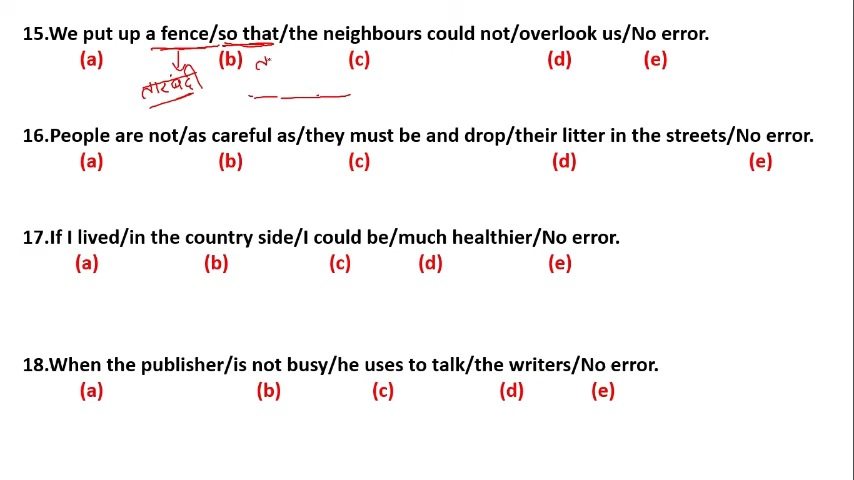 15.We put up a fence/so that/the neighbours could not/overlook us/No error.
(a) (b) (c) (d) (e)
तारबंदी
16.People are not/as careful as/they must be and drop/their litter in the streets/No error.
(a) (b) (c) (d) (e)
17.If I lived/in the country side/I could be/much healthier/No error.
(a) (b) (c) (d) (e)
18.When the publisher/is not busy/he uses to talk/the writers/No error.
(a) (b) (c) (d) (e)